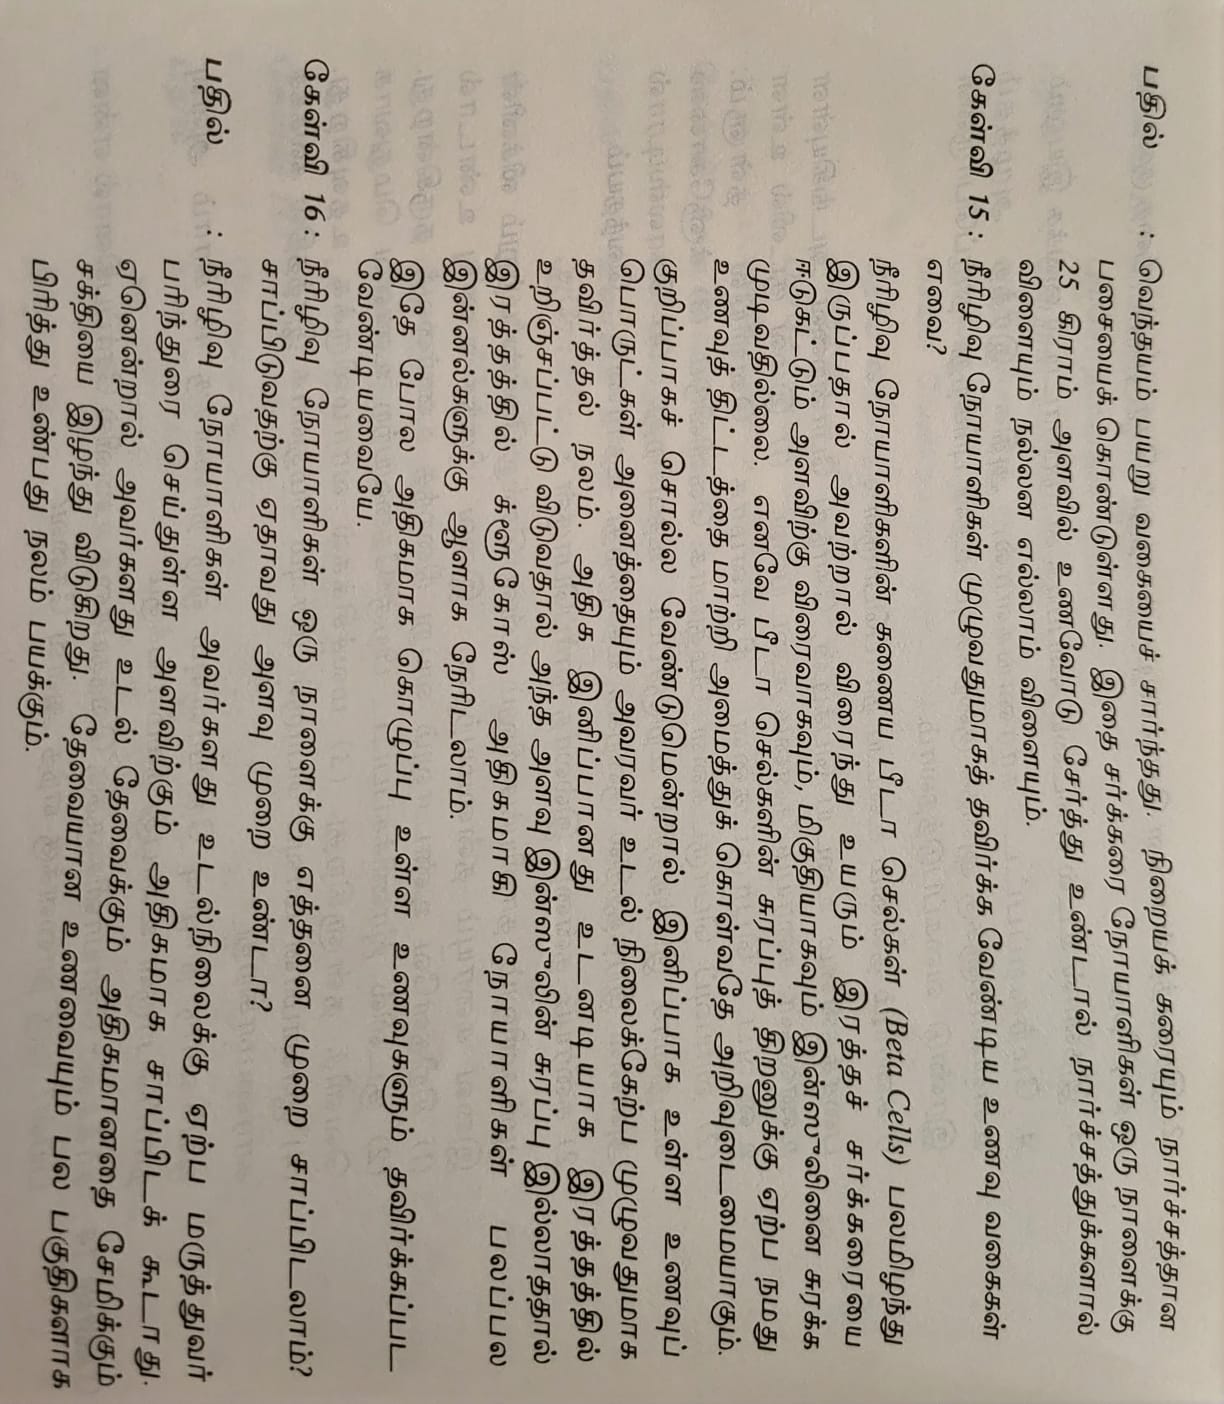 பதில் : வெந்தயம் பயறு வகையைச் சார்ந்தது. நிறையக் கரையும் நார்ச்சத்தான
பசையைக் கொண்டுள்ளது. இதை சர்க்கரை நோயாளிகள் ஒரு நாளைக்கு
25 கிராம் அளவில் உணவோடு சேர்த்து உண்டால் நார்ச்சத்துக்களால்
விளையும் நல்லன எல்லாம் விளையும்.
கேள்வி 15 : நீரிழிவு நோயாளிகள் முழுவதுமாகத் தவிர்க்க வேண்டிய உணவு வகைகள்
எவை?
நீரிழிவு நோயாளிகளின் கணைய பீடா செல்கள் (Beta Cells) பலமிழந்து
இருப்பதால் அவற்றால் விரைந்து உயரும் இரத்தச் சர்க்கரையை
ஈடுகட்டும் அளவிற்கு விரைவாகவும், மிகுதியாகவும் இன்ஸுலினை சுரக்க
முடிவதில்லை. எனவே பீடா செல்களின் சுரப்புத் திறனுக்கு ஏற்ப நமது
உணவுத் திட்டத்தை மாற்றி அமைத்துக் கொள்வதே அறிவுடைமையாகும்.
குறிப்பாகச் சொல்ல வேண்டுமென்றால் இனிப்பாக உள்ள உணவுப்
பொருட்கள் அனைத்தையும் அவரவர் உடல் நிலைக்கேற்ப முழுவதுமாக
தவிர்த்தல் நலம். அதிக இனிப்பானது உடனடியாக இரத்தத்தில்
உறிஞ்சப்பட்டு விடுவதால் அந்த அளவு இன்ஸுலின் சுரப்பு இல்லாததால்
இரத்தத்தில் க்ளூகோஸ் அதிகமாகி நோயாளிகள் பலப்பல
இன்னல்களுக்கு ஆளாக நேரிடலாம்.
இதே போல அதிகமாக கொழுப்பு உள்ள உணவுகளும் தவிர்க்கப்பட
வேண்டியவையே.
கேள்வி 16 : நீரிழிவு நோயாளிகள் ஒரு நாளைக்கு எத்தனை முறை சாப்பிடலாம்?
சாப்பிடுவதற்கு ஏதாவது அளவு முறை உண்டா?
பதில் : நீரிழிவு நோயாளிகள் அவர்களது உடல்நிலைக்கு ஏற்ப மருத்துவர்
பரிந்துரை செய்துள்ள அளவிற்கும் அதிகமாக சாப்பிடக் கூடாது.
ஏனென்றால் அவர்களது உடல் தேவைக்கும் அதிகமானதை சேமிக்கும்
சக்தியை இழந்து விடுகிறது. தேவையான உணவையும் பல பகுதிகளாக
பிரித்து உண்பது நலம் பயக்கும்.